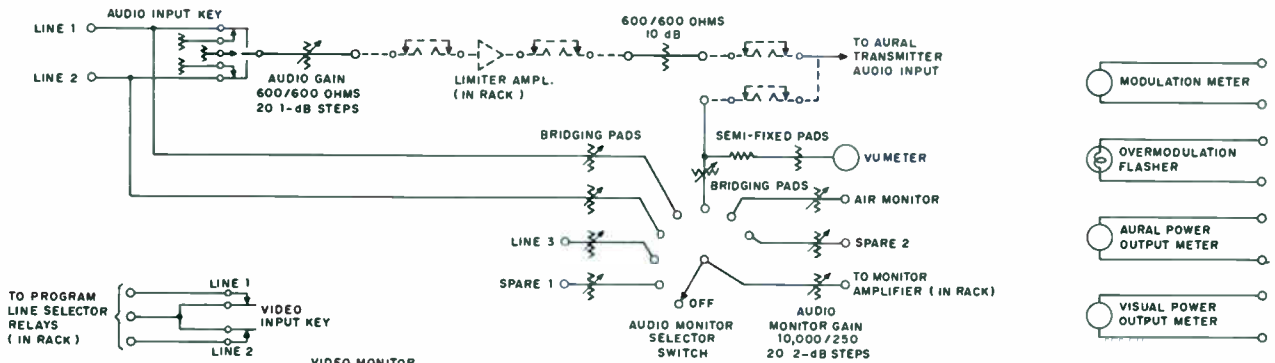 AUDIO INPUT KEY
LINE 1
LINE 2
AUDIO GAIN
600/600 OHMS
20 1-dB STEPS
LIMITER AMPL.
(IN RACK)
600/600 OHMS
10 dB
TO AURAL
TRANSMITTER
AUDIO INPUT
BRIDGING PADS
SEMI-FIXED PADS
VU METER
BRIDGING PADS
AIR MONITOR
LINE 3
SPARE 2
SPARE 1
OFF
TO MONITOR
AMPLIFIER (IN RACK)
AUDIO MONITOR
SELECTOR
SWITCH
AUDIO
MONITOR GAIN
10,000/250
20 2-dB STEPS
MODULATION METER
OVERMODULATION
FLASHER
AURAL POWER
OUTPUT METER
VISUAL POWER
OUTPUT METER
TO PROGRAM
LINE SELECTOR
RELAYS
(IN RACK)
LINE 1
VIDEO
INPUT KEY
LINE 2
VIDEO MONITOR